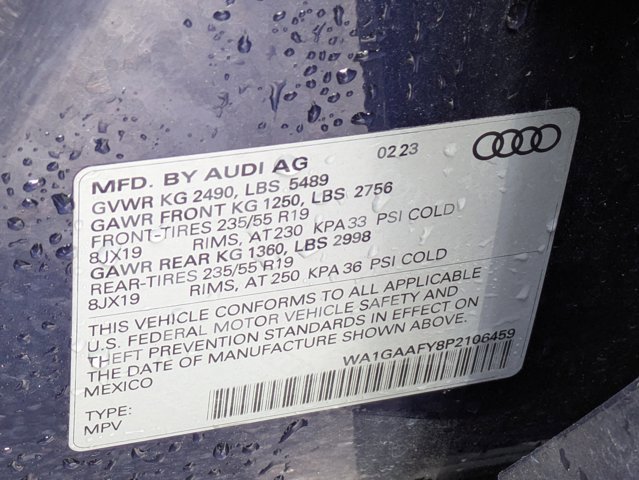 MFD. BY AUDI AG 02 23
GVWR KG 2490, LBS 5489
GAWR FRONT KG 1250, LBS 2756
FRONT-TIRES 235/55 R19
8JX19 RIMS, AT 230 KPA 33 PSI COLD
GAWR REAR KG 1360, LBS 2998
REAR-TIRES 235/55 R19
8JX19 RIMS, AT 250 KPA 36 PSI COLD
THIS VEHICLE CONFORMS TO ALL APPLICABLE
U.S. FEDERAL MOTOR VEHICLE SAFETY AND
THEFT PREVENTION STANDARDS IN EFFECT ON
THE DATE OF MANUFACTURE SHOWN ABOVE.
MEXICO WA1GAAFY8P2106459
TYPE:
MPV